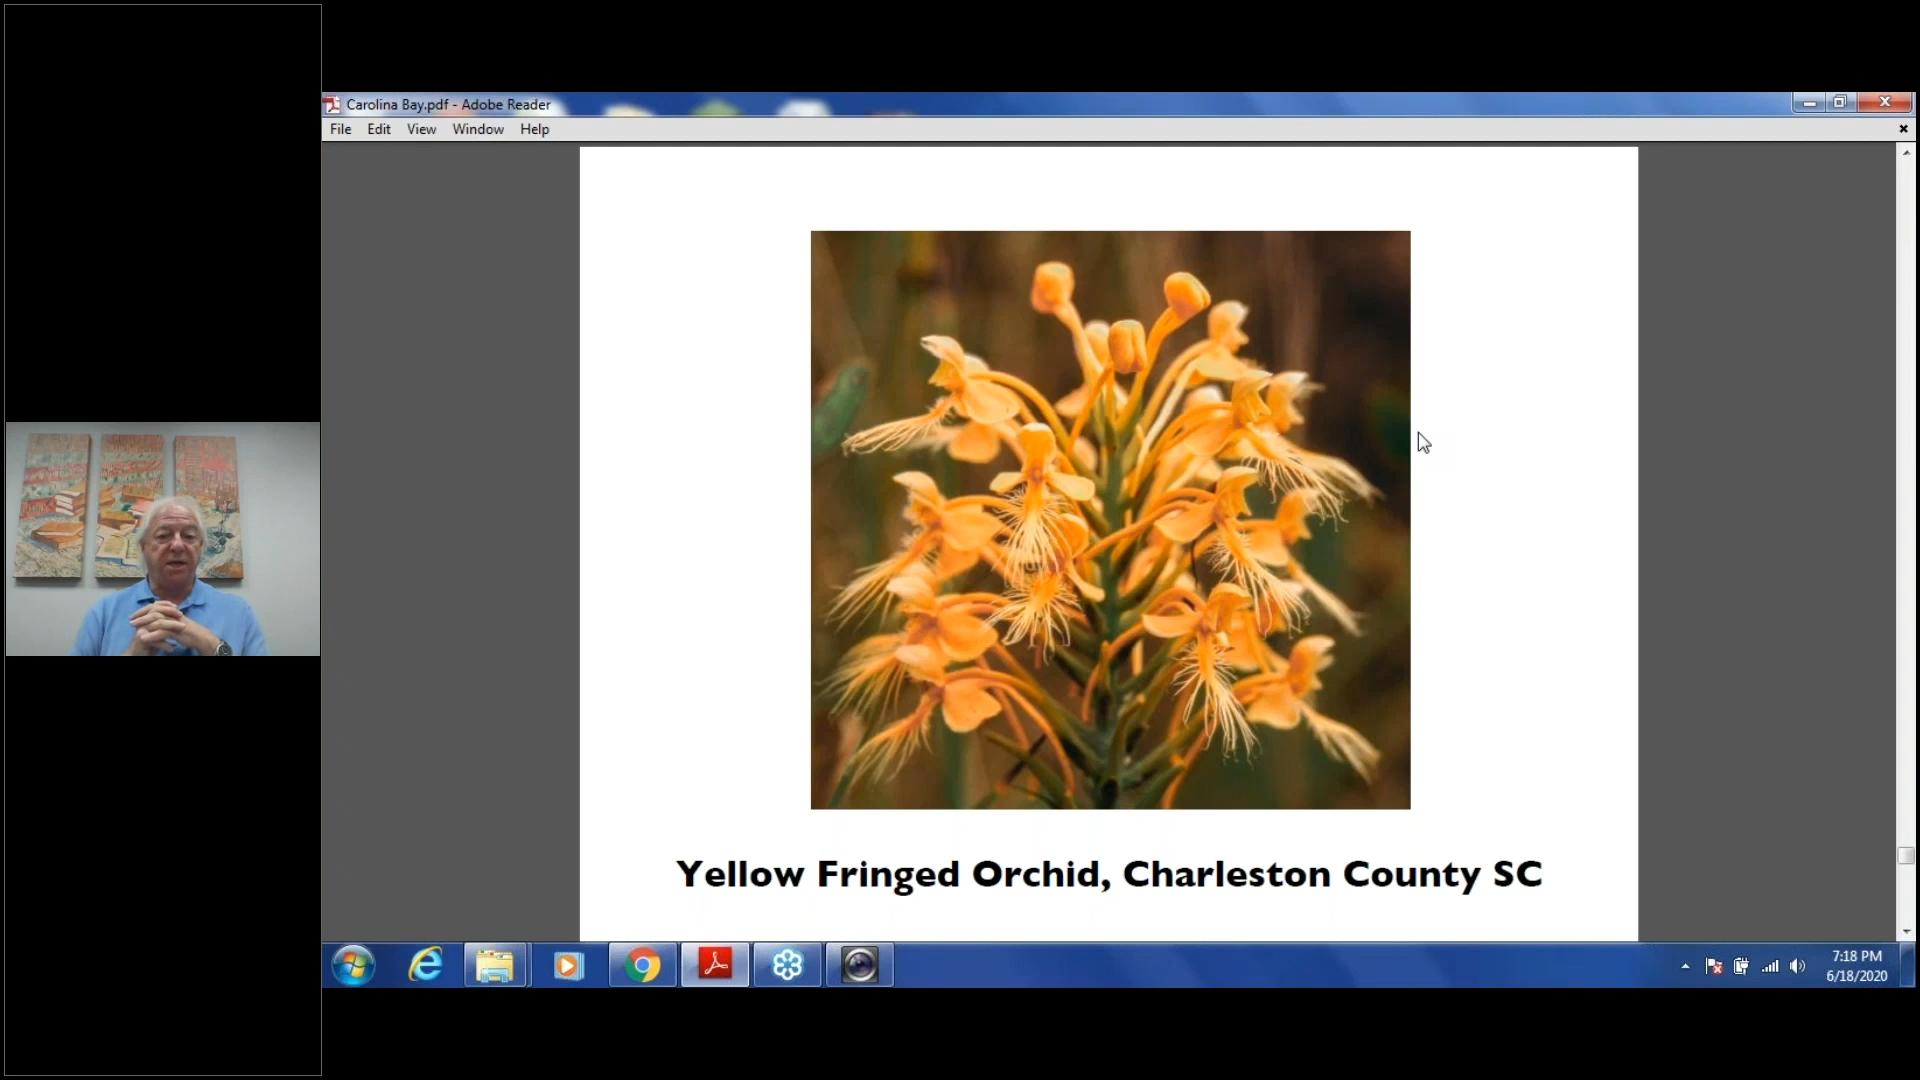 Carolina Bay.pdf - Adobe Reader
File Edit View Window Help
Yellow Fringed Orchid, Charleston County SC
7:18 PM
6/18/2020